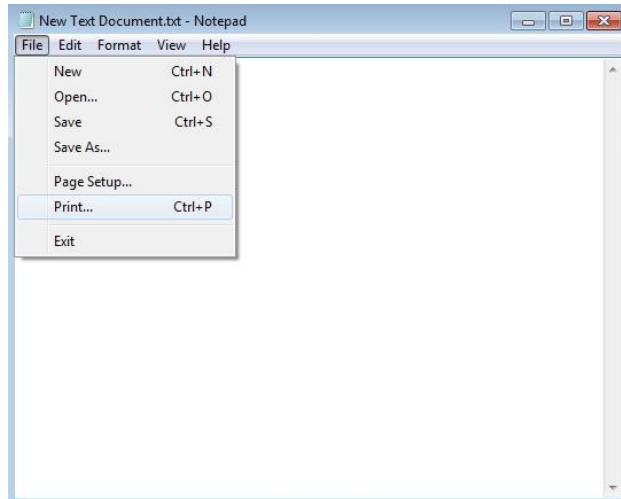 New Text Document.txt - Notepad
File Edit Format View Help
New Ctrl+N
Open... Ctrl+O
Save Ctrl+S
Save As...
Page Setup...
Print... Ctrl+P
Exit